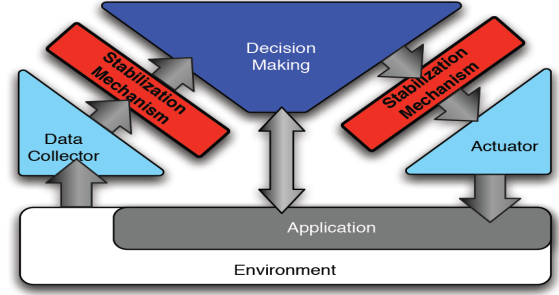 Decision
Making
Stabilization
Mechanism
Stabilization
Mechanism
Data
Collector
Actuator
Application
Environment